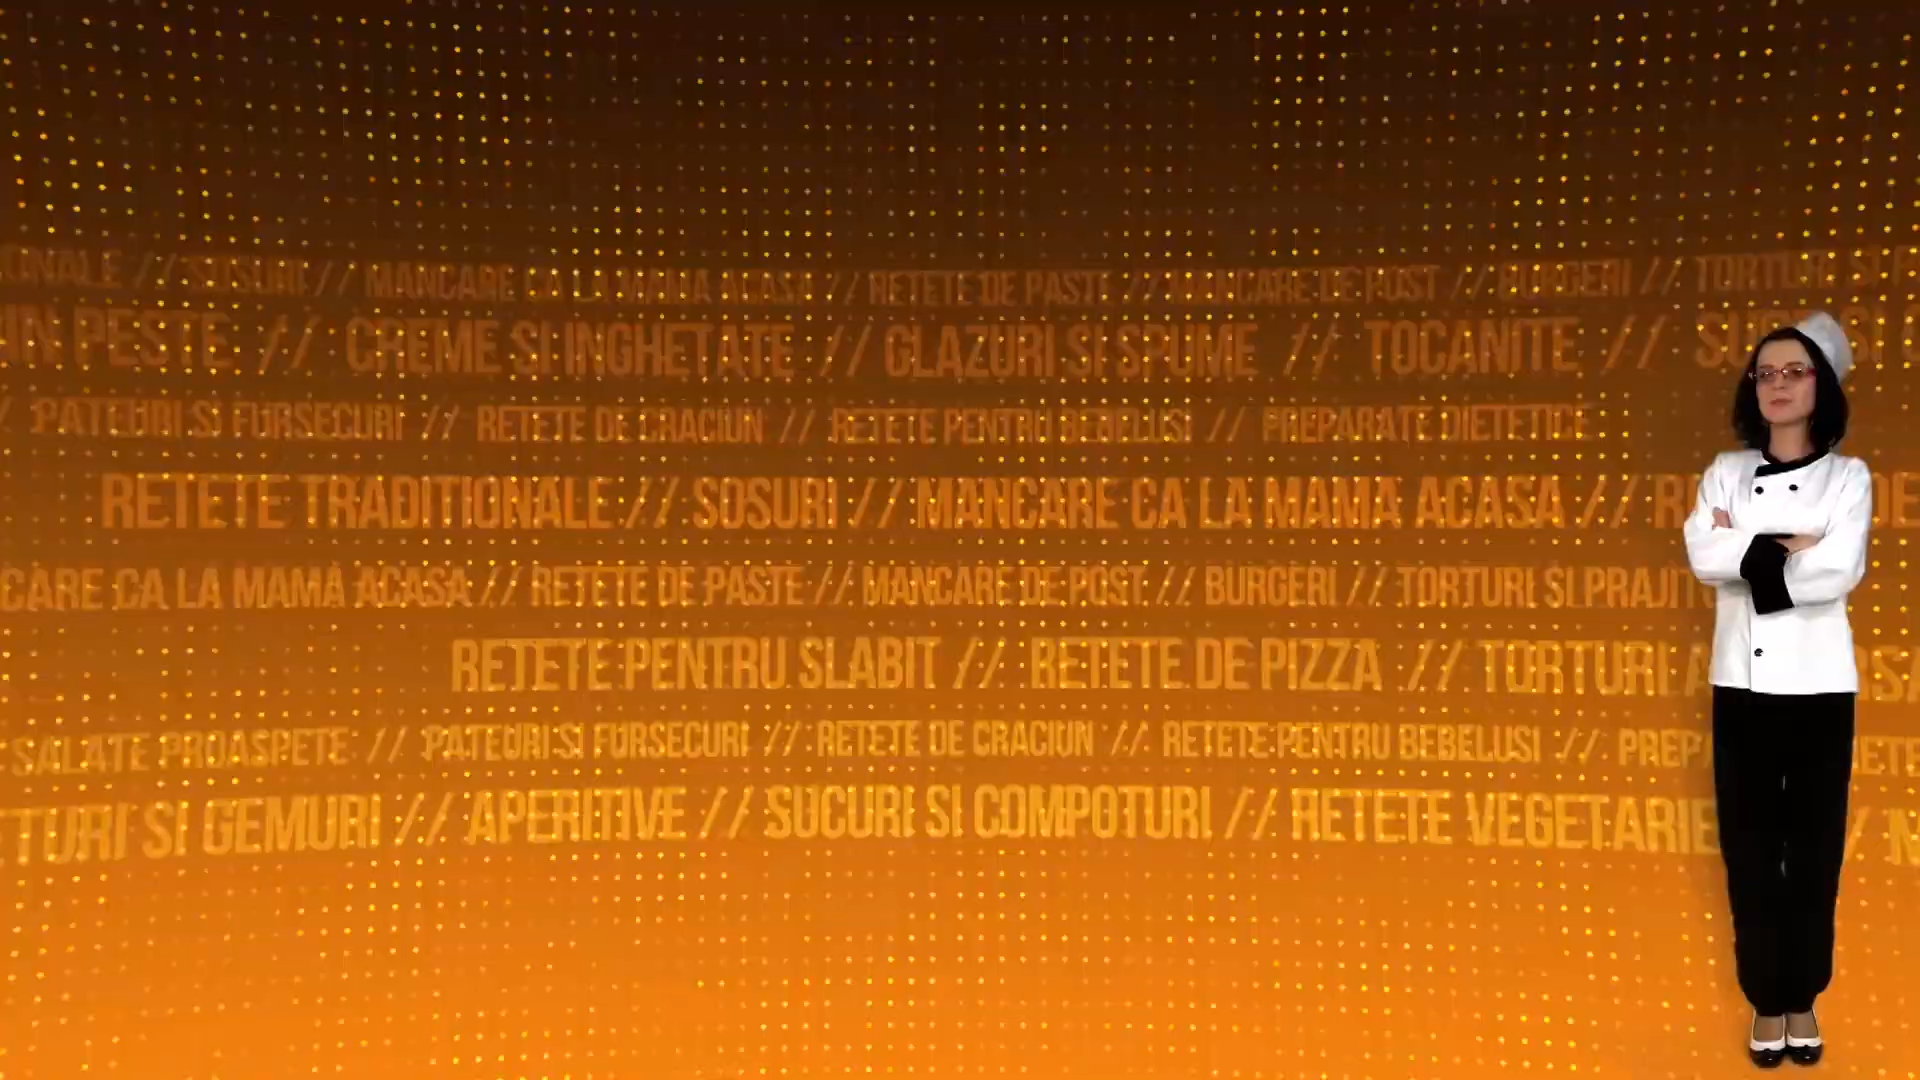 SOSURI // MANCARE CA LA MAMA ACASA // RETETE DE PASTE // MANCARE DE POST // BURGERI // TORTURI SI
PESTE // CREME SI INGHETATE // GLAZURI SI SPUME // TOCANITE //
/ PATEURI SI FURSECURI // RETETE DE CRACIUN // RETETE PENTRU BEBELUSI // PREPARATE DIETETICE
RETETE TRADITIONALE // SOSURI // MANCARE CA LA MAMA ACASA //
CA LA MAMA ACASA // RETETE DE PASTE // MANCARE DE POST // BURGERI // TORTURI SI
RETETE PENTRU SLABIT // RETETE DE PIZZA // TORTURI
SALATE PROASPETE // PATEURI SI FURSECURI // RETETE DE CRACIUN // RETETE PENTRU BEBELUSI //
SI GEMURI // APERITIVE // SUCURI SI COMPOTURI // RETETE